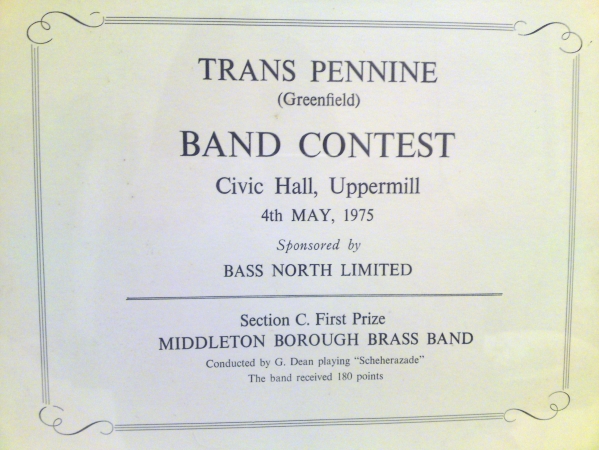 TRANS PENNINE
(Greenfield)
BAND CONTEST
Civic Hall, Uppermill
4th MAY, 1975
Sponsored by
BASS NORTH LIMITED
Section C. First Prize
MIDDLETON BOROUGH BRASS BAND
Conducted by G. Dean playing “Scheherazade”
The band received 180 points